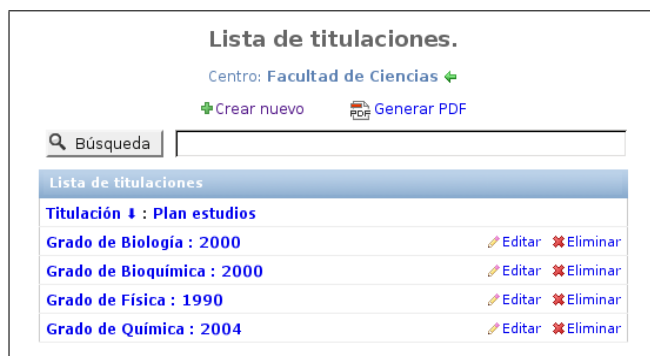 Lista de titulaciones.
Centro: Facultad de Ciencias
Crear nuevo PDF Generar PDF
Búsqueda
Lista de titulaciones
Titulación ⬇ : Plan estudios
Grado de Biología : 2000 Editar Eliminar
Grado de Bioquímica : 2000 Editar Eliminar
Grado de Física : 1990 Editar Eliminar
Grado de Química : 2004 Editar Eliminar